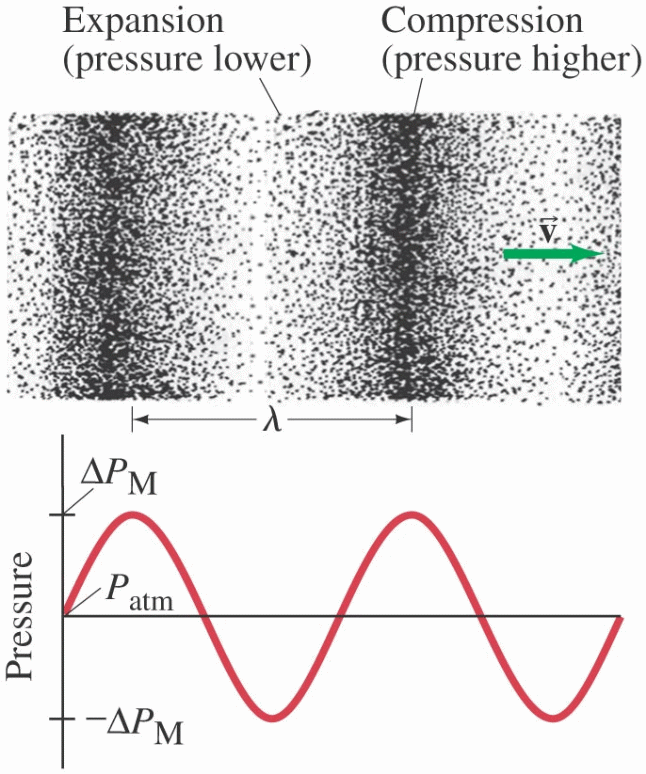 Expansion
(pressure lower)
Compression
(pressure higher)
v⃗
λ
ΔP_M
P_atm
Pressure
−ΔP_M